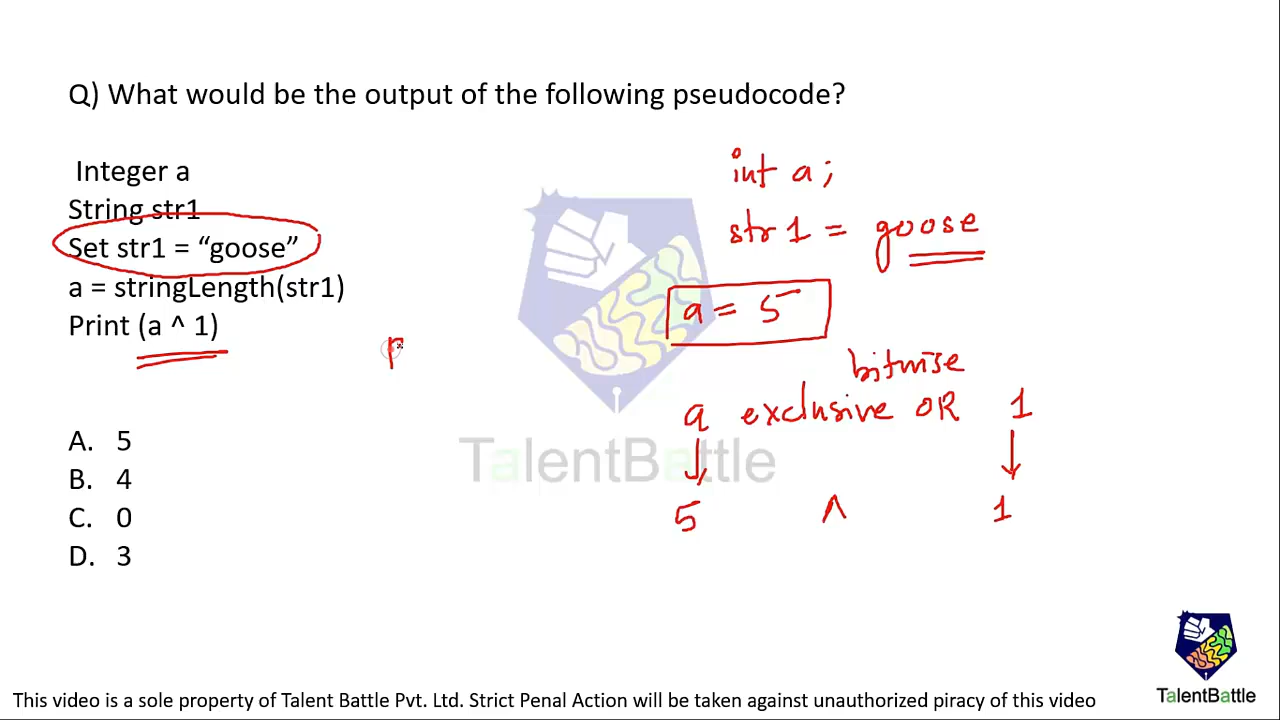 Q) What would be the output of the following pseudocode?
Integer a
String str1
Set str1 = “goose”
a = stringLength(str1)
Print (a ^ 1)
A. 5
B. 4
C. 0
D. 3
int a;
str1 = goose
a = 5
bitwise
a exclusive OR 1
5 ^ 1
TalentBattle
TalentBattle
This video is a sole property of Talent Battle Pvt. Ltd. Strict Penal Action will be taken against unauthorized piracy of this video